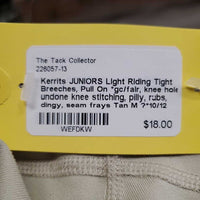 The Tack Collector
226057-13
Kerrits JUNIORS Light Riding Tight
Breeches, Pull On *gc/fair, knee hole
undone knee stitching, pilly, rubs,
dingy, seam frays Tan M ?*10/12
WEFDKW
$18.00